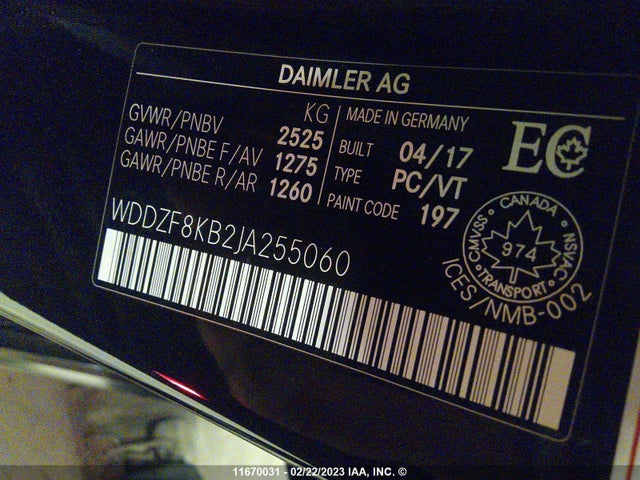 DAIMLER AG
KG
GVWR/PNBV 2525
GAWR/PNBE F/AV 1275
GAWR/PNBE R/AR 1260
MADE IN GERMANY
BUILT 04/17
TYPE PC/VT
PAINT CODE 197
EC
WDDZF8KB2JA255060
CANADA
CMVSS NSVAC
974
TRANSPORT
ICES/NMB-002
11670031 - 02/22/2023 IAA, INC. ©